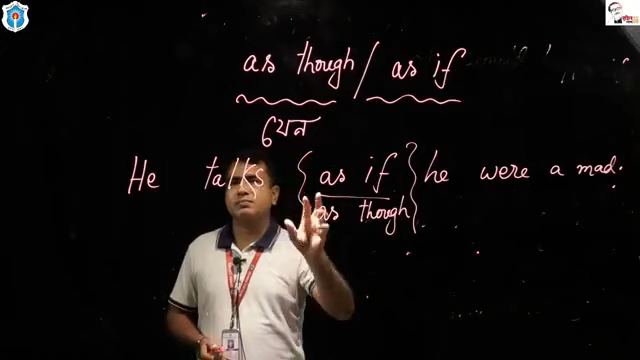 as though / as if
যেন
He talks { as if } he were a mad.
as though